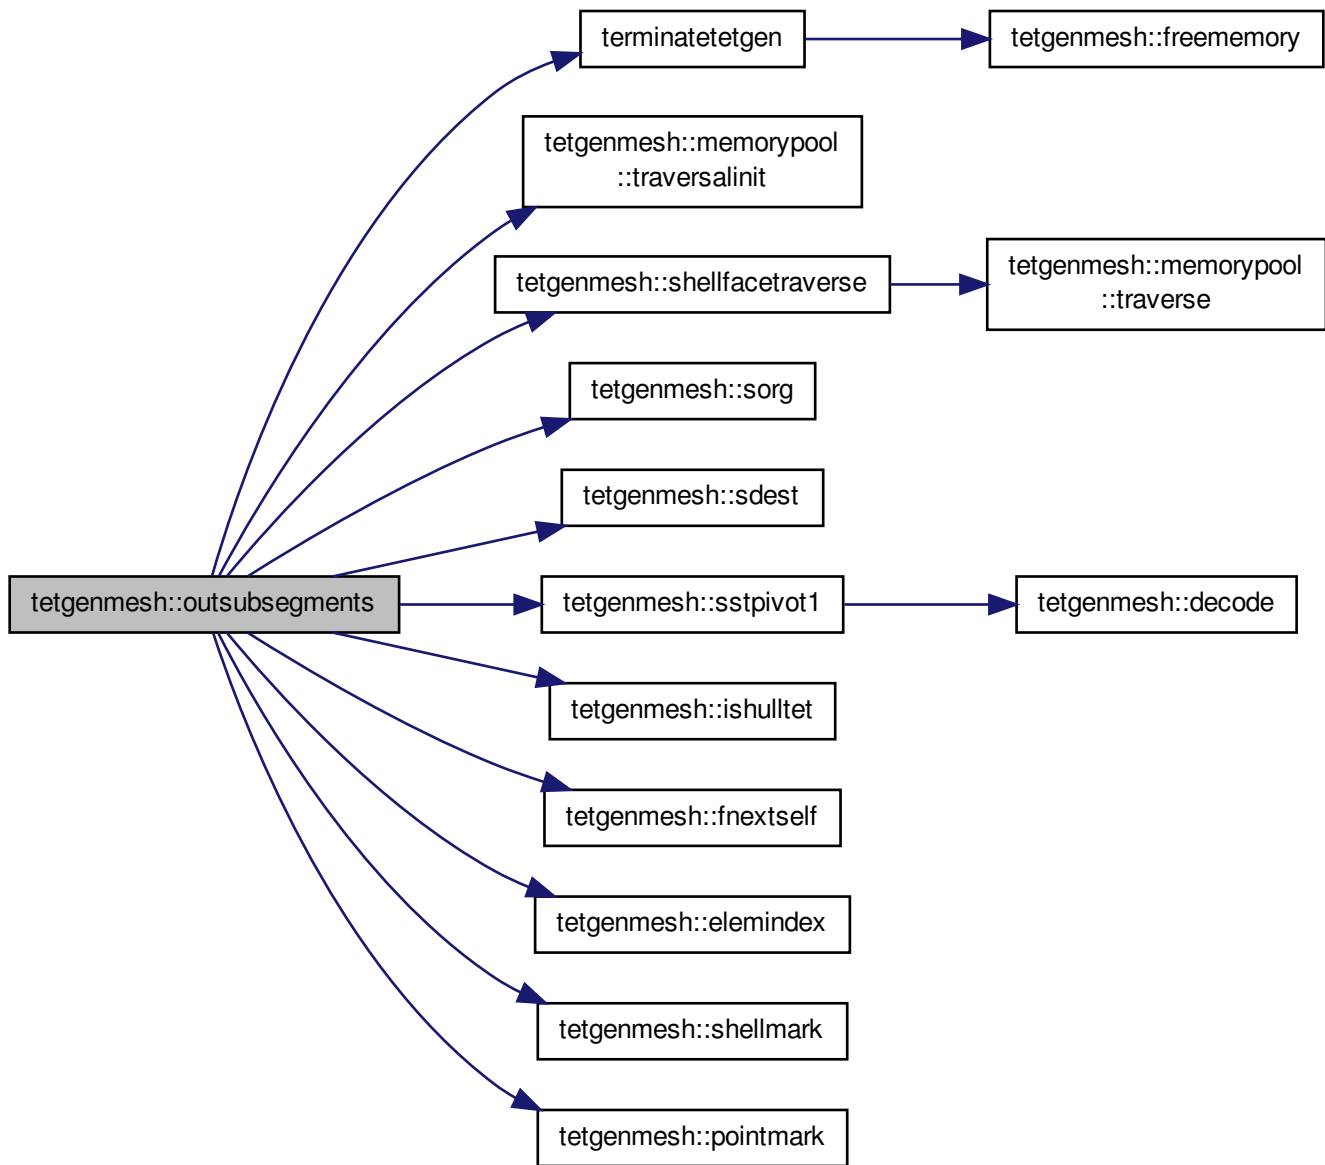 terminatetetgen
tetgenmesh::freememory
tetgenmesh::memorypool
::traversalinit
tetgenmesh::shellfacetraverse
tetgenmesh::memorypool
::traverse
tetgenmesh::sorg
tetgenmesh::sdest
tetgenmesh::outsubsegments
tetgenmesh::sstpivot1
tetgenmesh::decode
tetgenmesh::ishulltet
tetgenmesh::fnextself
tetgenmesh::elemindex
tetgenmesh::shellmark
tetgenmesh::pointmark